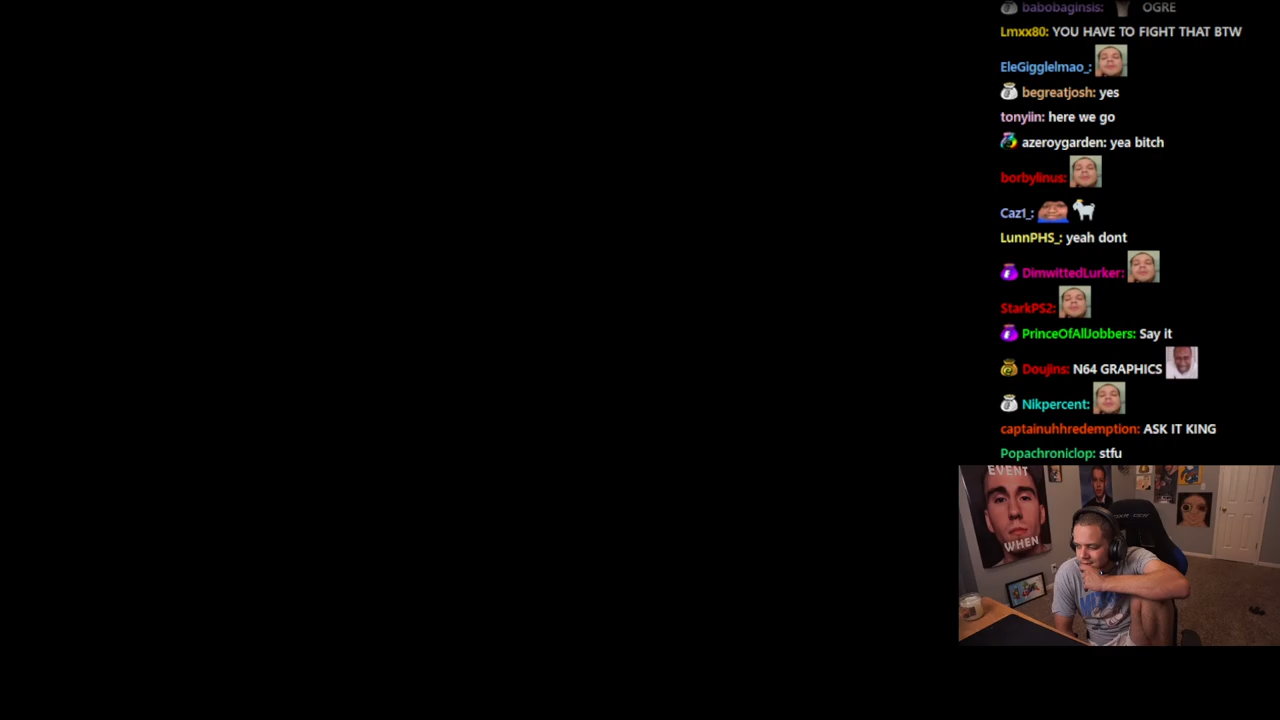 babobaginsis: OGRE
Lmxx80: YOU HAVE TO FIGHT THAT BTW
EleGigglelmao_:
begreatjosh: yes
tonyiin: here we go
azeroygarden: yea bitch
borbylinus:
Caz1_:
LunnPHS_: yeah dont
DimwittedLurker:
StarkPS2:
PrinceOfAllJobbers: Say it
Doujins: N64 GRAPHICS
Nikpercent:
captainuhhredemption: ASK IT KING
Popachroniclop: stfu
EVENT
WHEN